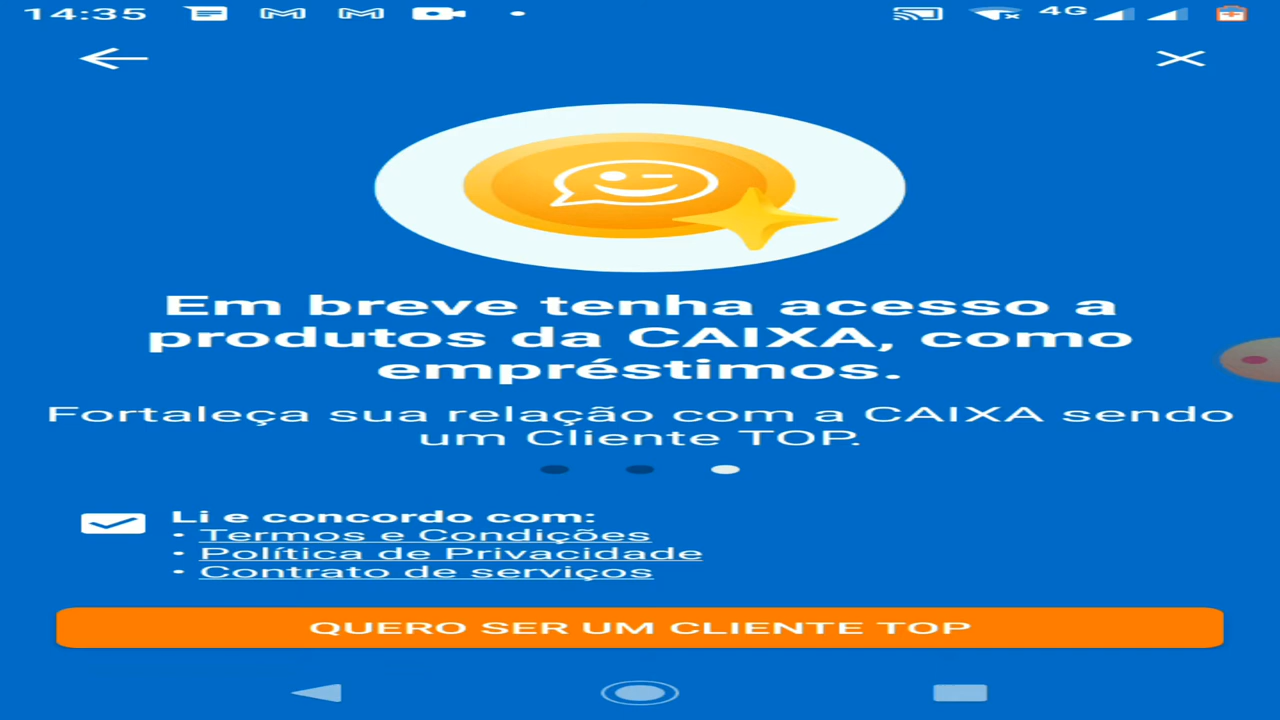 14:35
4G
Em breve tenha acesso a
produtos da CAIXA, como
empréstimos.
Fortaleça sua relação com a CAIXA sendo
um Cliente TOP.
Li e concordo com:
• Termos e Condições
• Política de Privacidade
• Contrato de serviços
QUERO SER UM CLIENTE TOP